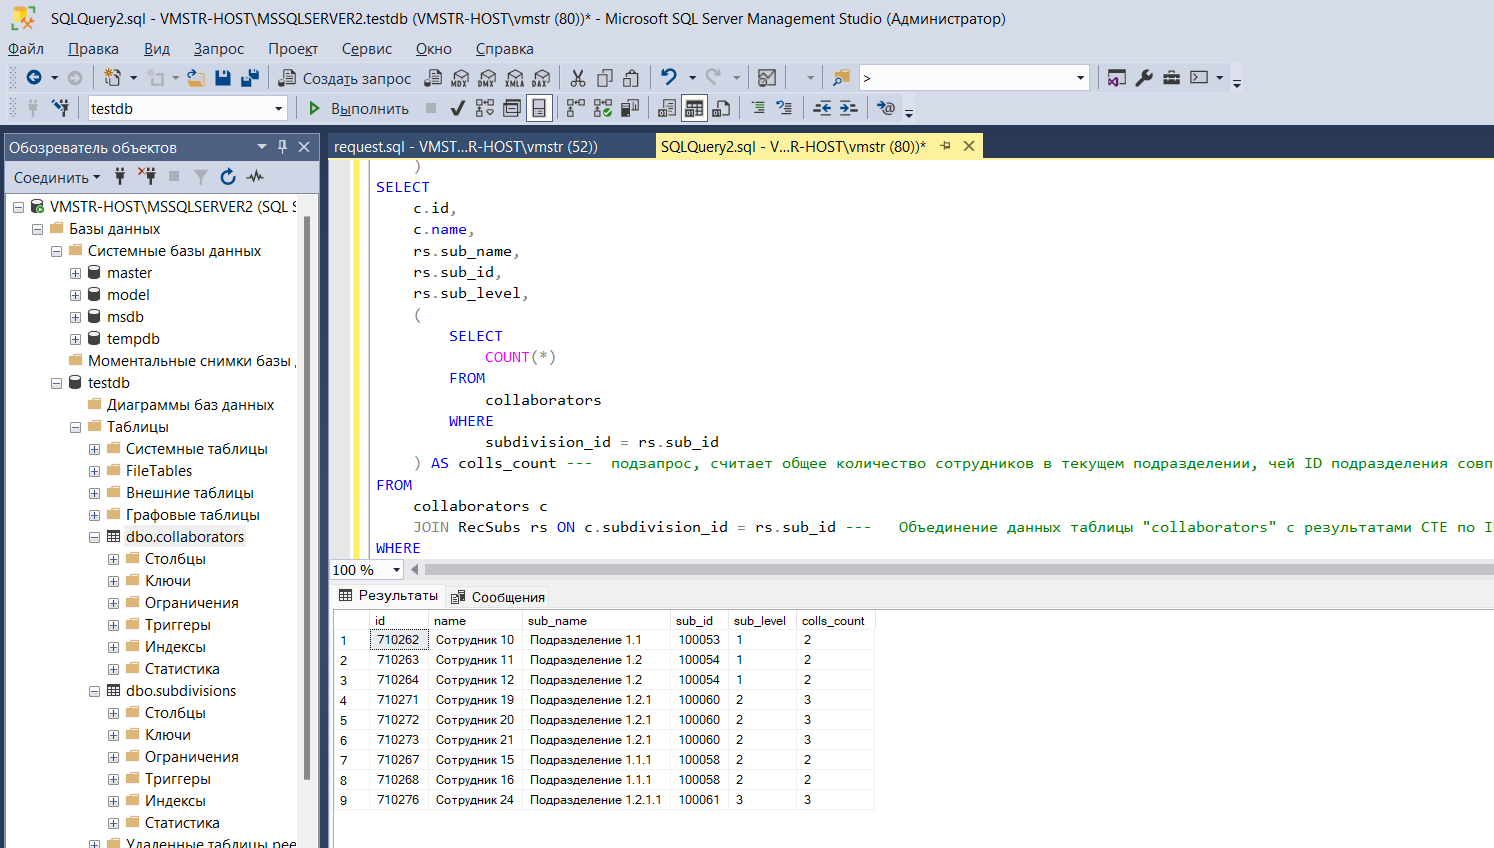 SQLQuery2.sql - VMSTR-HOST\MSSQLSERVER2.testdb (VMSTR-HOST\vmstr (80))* - Microsoft SQL Server Management Studio (Администратор)
Файл Правка Вид Запрос Проект Сервис Окно Справка
Создать запрос MDX DMX XMLA DAX >
testdb Выполнить
Обозреватель объектов
request.sql - VMST...R-HOST\vmstr (52)) SQLQuery2.sql - V...R-HOST\vmstr (80))*
Соединить
VMSTR-HOST\MSSQLSERVER2 (SQL S
Базы данных
Системные базы данных
master
model
msdb
tempdb
Моментальные снимки базы
testdb
Диаграммы баз данных
Таблицы
Системные таблицы
FileTables
Внешние таблицы
Графовые таблицы
dbo.collaborators
Столбцы
Ключи
Ограничения
Триггеры
Индексы
Статистика
dbo.subdivisions
Столбцы
Ключи
Ограничения
Триггеры
Индексы
Статистика
Удаленные таблицы рее
)
SELECT
c.id,
c.name,
rs.sub_name,
rs.sub_id,
rs.sub_level,
(
SELECT
COUNT(*)
FROM
collaborators
WHERE
subdivision_id = rs.sub_id
) AS colls_count --- подзапрос, считает общее количество сотрудников в текущем подразделении, чей ID подразделения совп
FROM
collaborators c
JOIN RecSubs rs ON c.subdivision_id = rs.sub_id --- Объединение данных таблицы "collaborators" с результатами CTE по I
WHERE
100 %
Результаты Сообщения
id name sub_name sub_id sub_level colls_count
1 710262 Сотрудник 10 Подразделение 1.1 100053 1 2
2 710263 Сотрудник 11 Подразделение 1.2 100054 1 2
3 710264 Сотрудник 12 Подразделение 1.2 100054 1 2
4 710271 Сотрудник 19 Подразделение 1.2.1 100060 2 3
5 710272 Сотрудник 20 Подразделение 1.2.1 100060 2 3
6 710273 Сотрудник 21 Подразделение 1.2.1 100060 2 3
7 710267 Сотрудник 15 Подразделение 1.1.1 100058 2 2
8 710268 Сотрудник 16 Подразделение 1.1.1 100058 2 2
9 710276 Сотрудник 24 Подразделение 1.2.1.1 100061 3 3